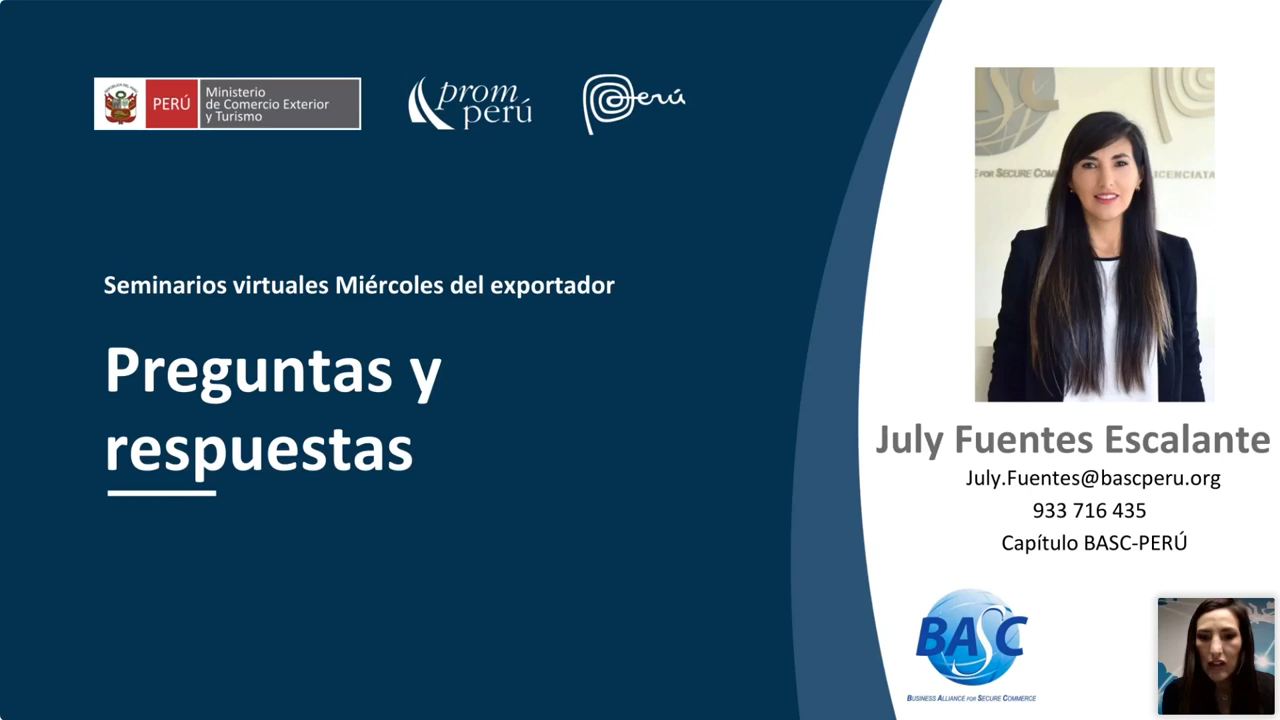 PERÚ
Ministerio
de Comercio Exterior
y Turismo
prom
perú
Perú
Seminarios virtuales Miércoles del exportador
Preguntas y
respuestas
July Fuentes Escalante
July.Fuentes@bascperu.org
933 716 435
Capítulo BASC-PERÚ
BASC
BUSINESS ALLIANCE FOR SECURE COMMERCE